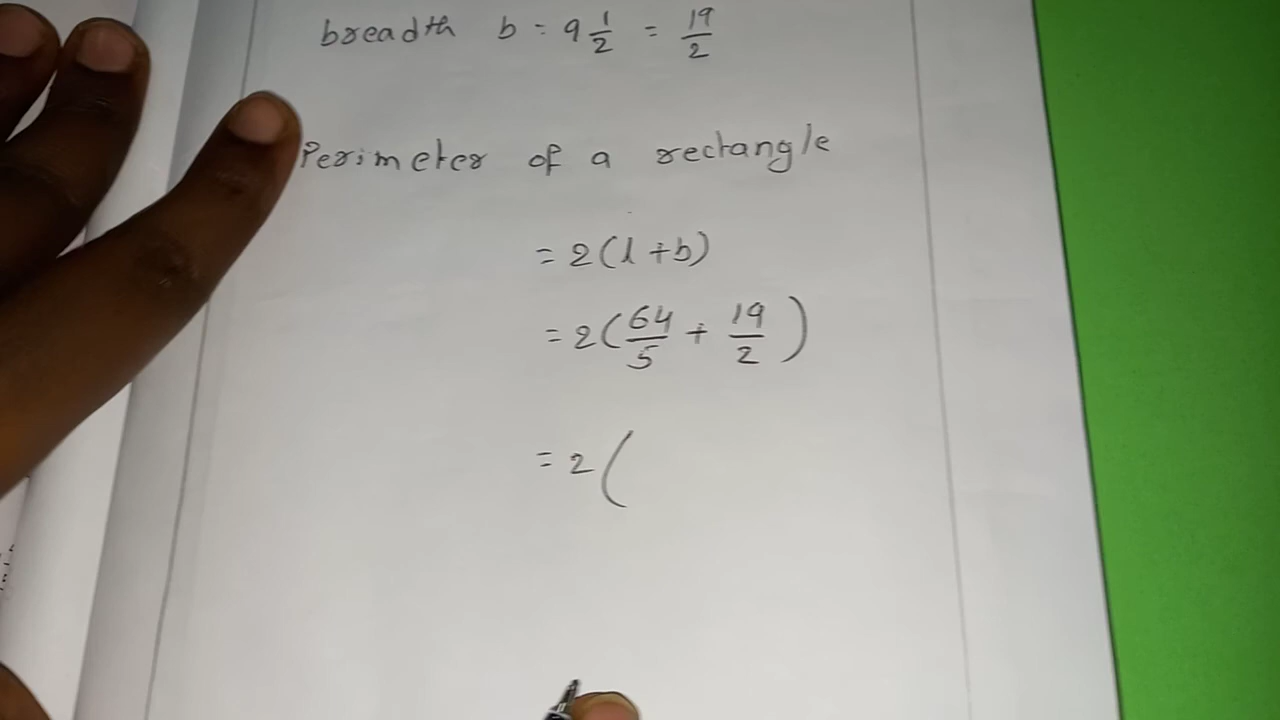 breadth b = 9 1/2 = 19/2
Perimeter of a rectangle
= 2(l+b)
= 2(64/5 + 19/2)
= 2(